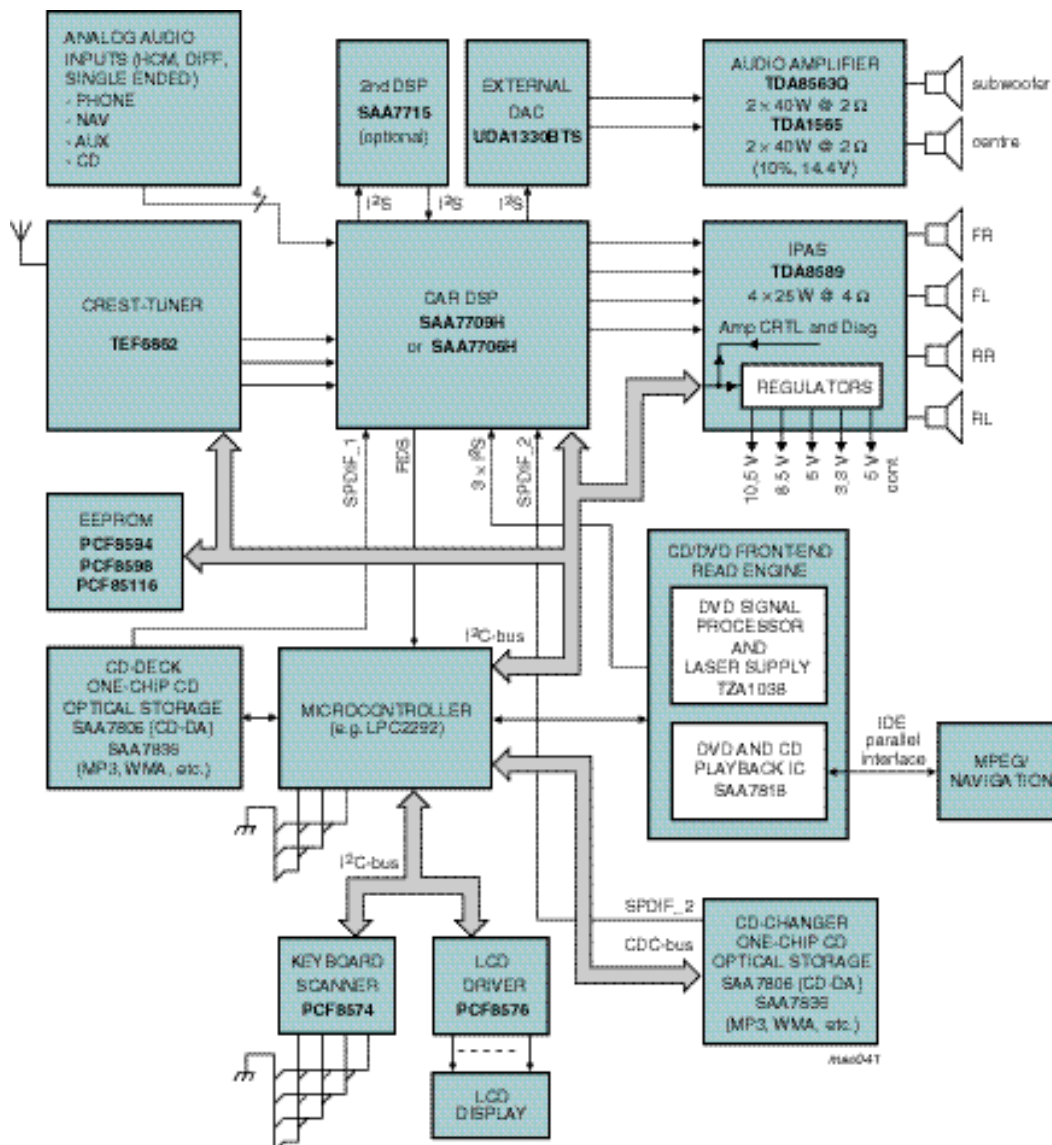 ANALOG AUDIO
INPUTS (HCM, DIFF,
SINGLE ENDED)
- PHONE
- NAV
- AUX
- CD
2nd DSP
SAA7715
(optional)
EXTERNAL
DAC
UDA1330BTS
AUDIO AMPLIFIER
TDA8563Q
2 × 40 W @ 2 Ω
TDA1565
2 × 40 W @ 2 Ω
(10%, 14.4 V)
subwoofer
centre
4
I²S
I²S
I²S
CREST-TUNER
TEF6862
CAR DSP
SAA7709H
or SAA7706H
IPAS
TDA8589
4 × 25 W @ 4 Ω
Amp CRTL and Diag
REGULATORS
FR
FL
RR
RL
10,5 V
8,5 V
5 V
3,3 V
5 V
cont.
SPDIF_1
RDS
3 × I²S
SPDIF_2
EEPROM
PCF8594
PCF8598
PCF85116
CD/DVD FRONT-END
READ ENGINE
DVD SIGNAL
PROCESSOR
AND
LASER SUPPLY
TZA1038
DVD AND CD
PLAYBACK IC
SAA7818
I²C-bus
CD-DECK
ONE-CHIP CD
OPTICAL STORAGE
SAA7806 (CD-DA)
SAA7836
(MP3, WMA, etc.)
MICROCONTROLLER
(e.g. LPC2292)
IDE
parallel
interface
MPEG/
NAVIGATION
I²C-bus
SPDIF_2
CDC-bus
KEYBOARD
SCANNER
PCF8574
LCD
DRIVER
PCF8576
CD-CHANGER
ONE-CHIP CD
OPTICAL STORAGE
SAA7806 (CD-DA)
SAA7836
(MP3, WMA, etc.)
LCD
DISPLAY